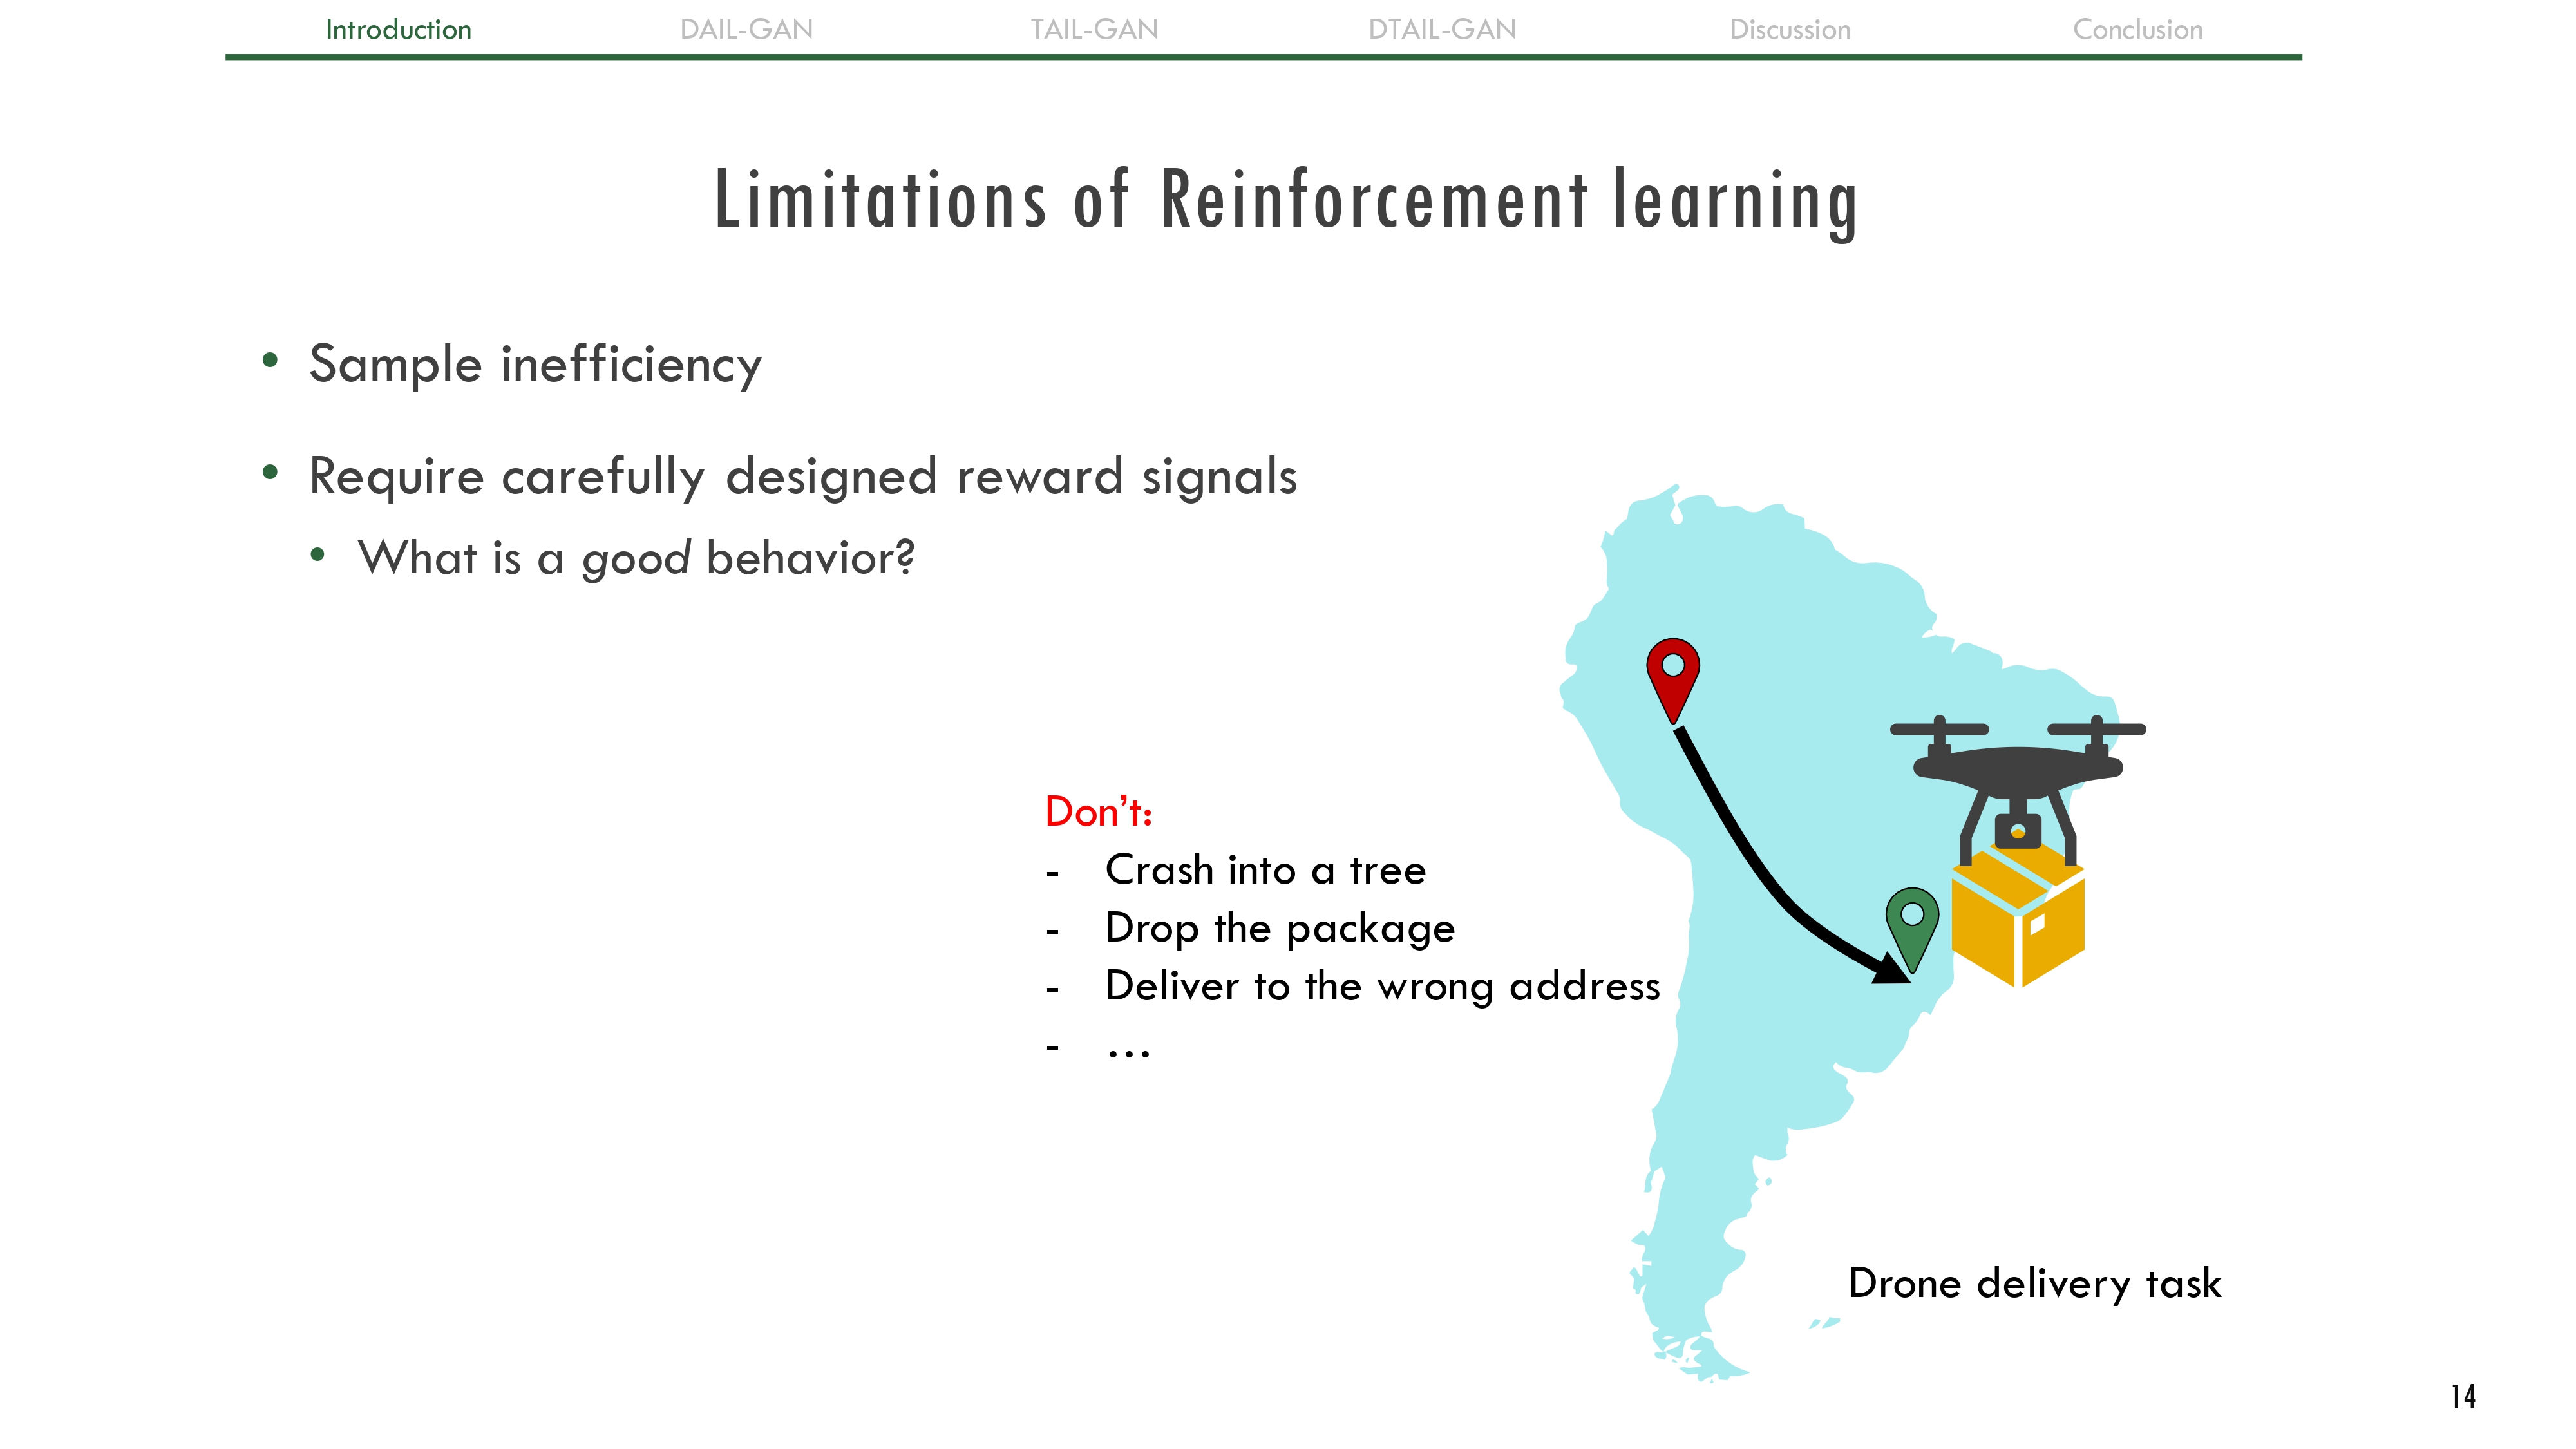 Introduction DAIL-GAN TAIL-GAN DTAIL-GAN Discussion Conclusion
Limitations of Reinforcement learning
• Sample inefficiency
• Require carefully designed reward signals
• What is a good behavior?
Don’t:
- Crash into a tree
- Drop the package
- Deliver to the wrong address
- …
Drone delivery task
14